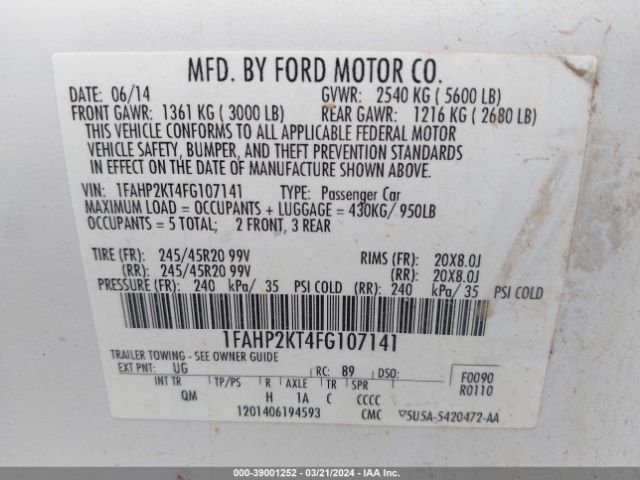 MFD. BY FORD MOTOR CO.
DATE: 06/14 GVWR: 2540 KG ( 5600 LB)
FRONT GAWR: 1361 KG ( 3000 LB) REAR GAWR: 1216 KG ( 2680 LB)
THIS VEHICLE CONFORMS TO ALL APPLICABLE FEDERAL MOTOR
VEHICLE SAFETY, BUMPER, AND THEFT PREVENTION STANDARDS
IN EFFECT ON THE DATE OF MANUFACTURE SHOWN ABOVE.
VIN: 1FAHP2KT4FG107141 TYPE: Passenger Car
MAXIMUM LOAD = OCCUPANTS + LUGGAGE = 430KG/ 950LB
OCCUPANTS = 5 TOTAL; 2 FRONT, 3 REAR
TIRE (FR): 245/45R20 99V RIMS (FR): 20X8.0J
(RR): 245/45R20 99V (RR): 20X8.0J
PRESSURE (FR): 240 kPa/ 35 PSI COLD (RR): 240 kPa/ 35 PSI COLD
1FAHP2KT4FG107141
TRAILER TOWING - SEE OWNER GUIDE
EXT PNT: UG RC: 89 DSO: F0090
INT TR TP/PS R AXLE TR SPR R0110
QM H 1A C CCCC
1201406194593 CMC 5U5A-5420472-AA
000-39001252 - 03/21/2024 - IAA Inc.